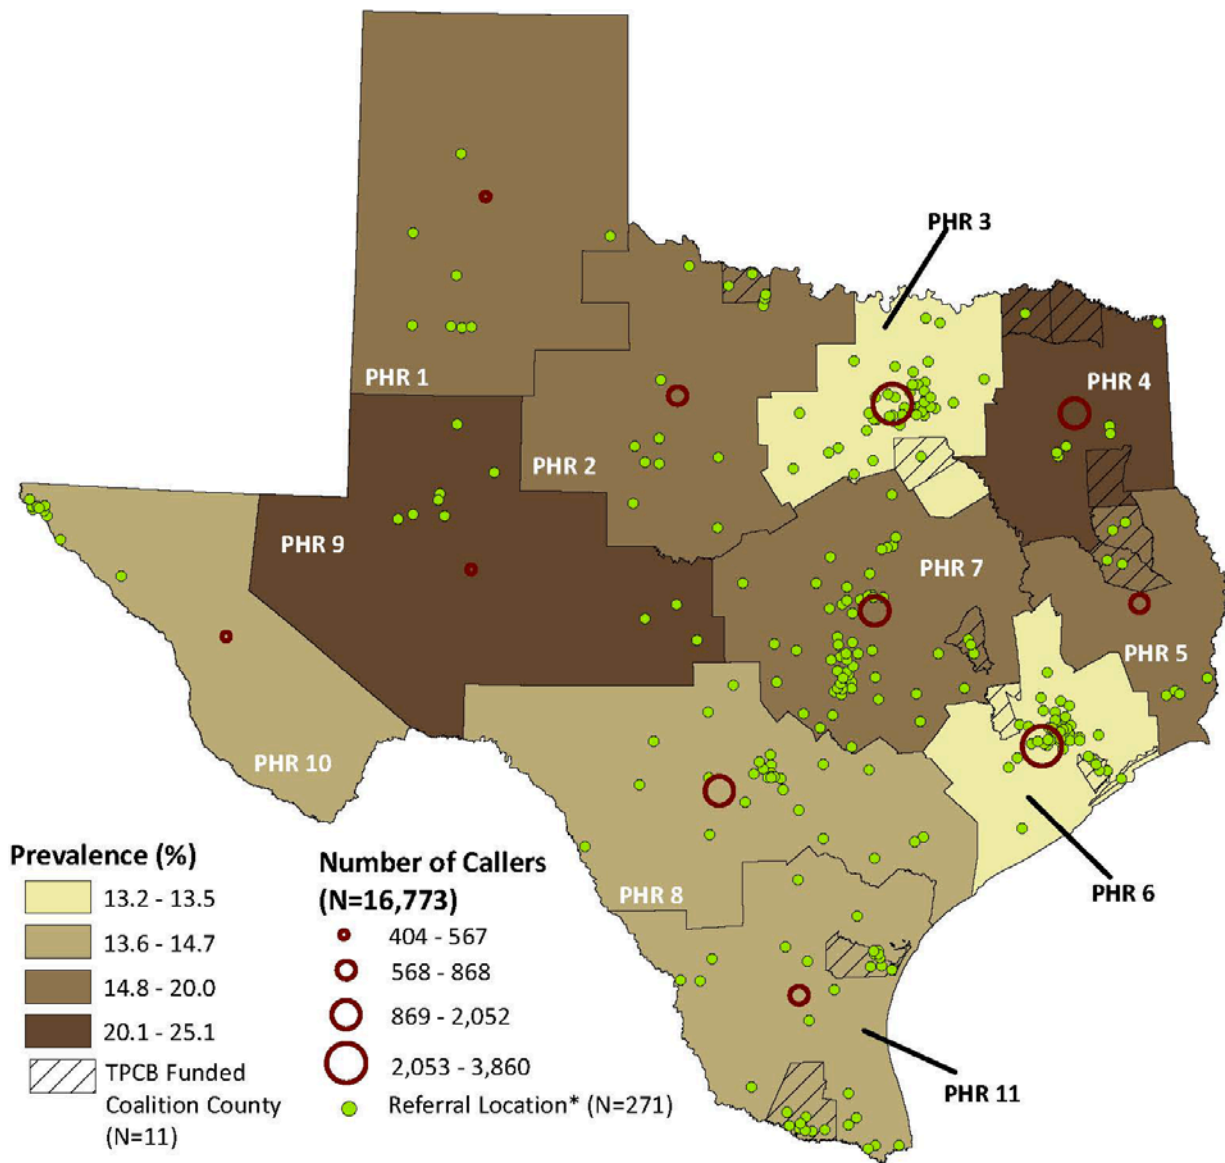 PHR 3
PHR 1
PHR 4
PHR 2
PHR 9
PHR 7
PHR 5
PHR 10
PHR 8
PHR 6
PHR 11
Prevalence (%)
13.2 - 13.5
13.6 - 14.7
14.8 - 20.0
20.1 - 25.1
TPCB Funded
Coalition County
(N=11)
Number of Callers
(N=16,773)
404 - 567
568 - 868
869 - 2,052
2,053 - 3,860
Referral Location* (N=271)